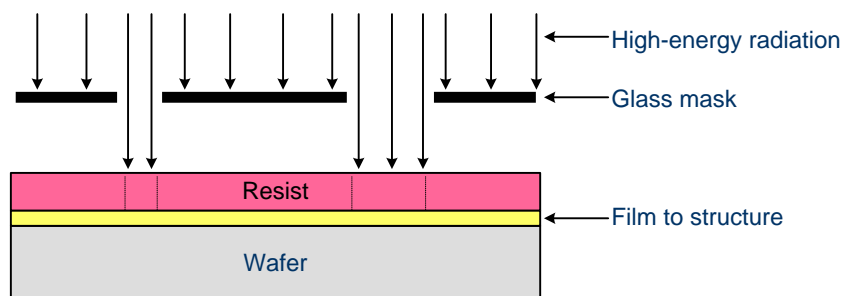 High-energy radiation
Glass mask
Resist
Film to structure
Wafer